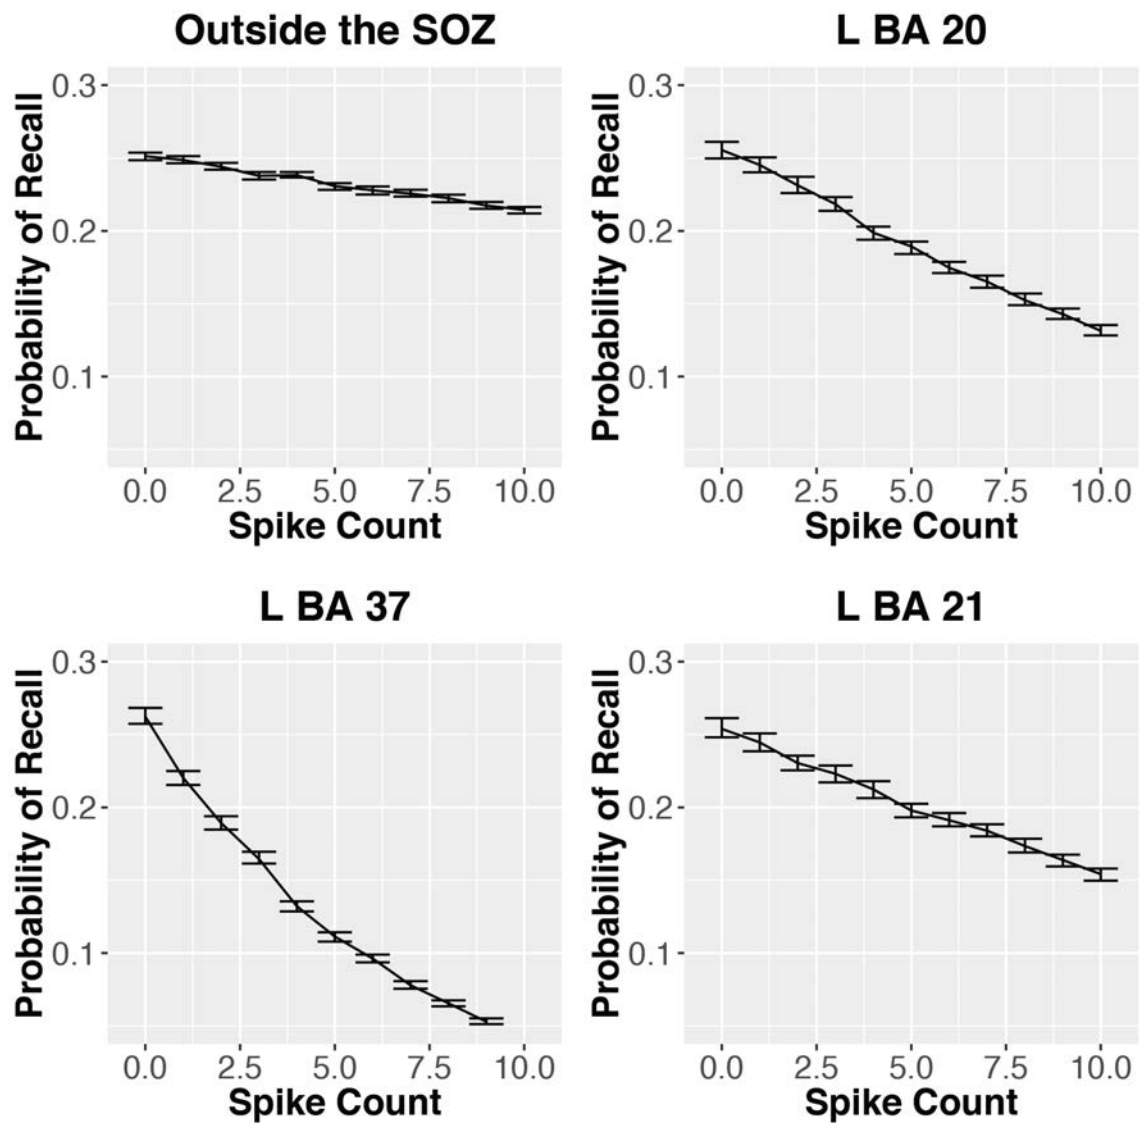 Outside the SOZ
Probability of Recall
0.3
0.2
0.1
0.0 2.5 5.0 7.5 10.0
Spike Count
L BA 20
Probability of Recall
0.3
0.2
0.1
0.0 2.5 5.0 7.5 10.0
Spike Count
L BA 37
Probability of Recall
0.3
0.2
0.1
0.0 2.5 5.0 7.5 10.0
Spike Count
L BA 21
Probability of Recall
0.3
0.2
0.1
0.0 2.5 5.0 7.5 10.0
Spike Count